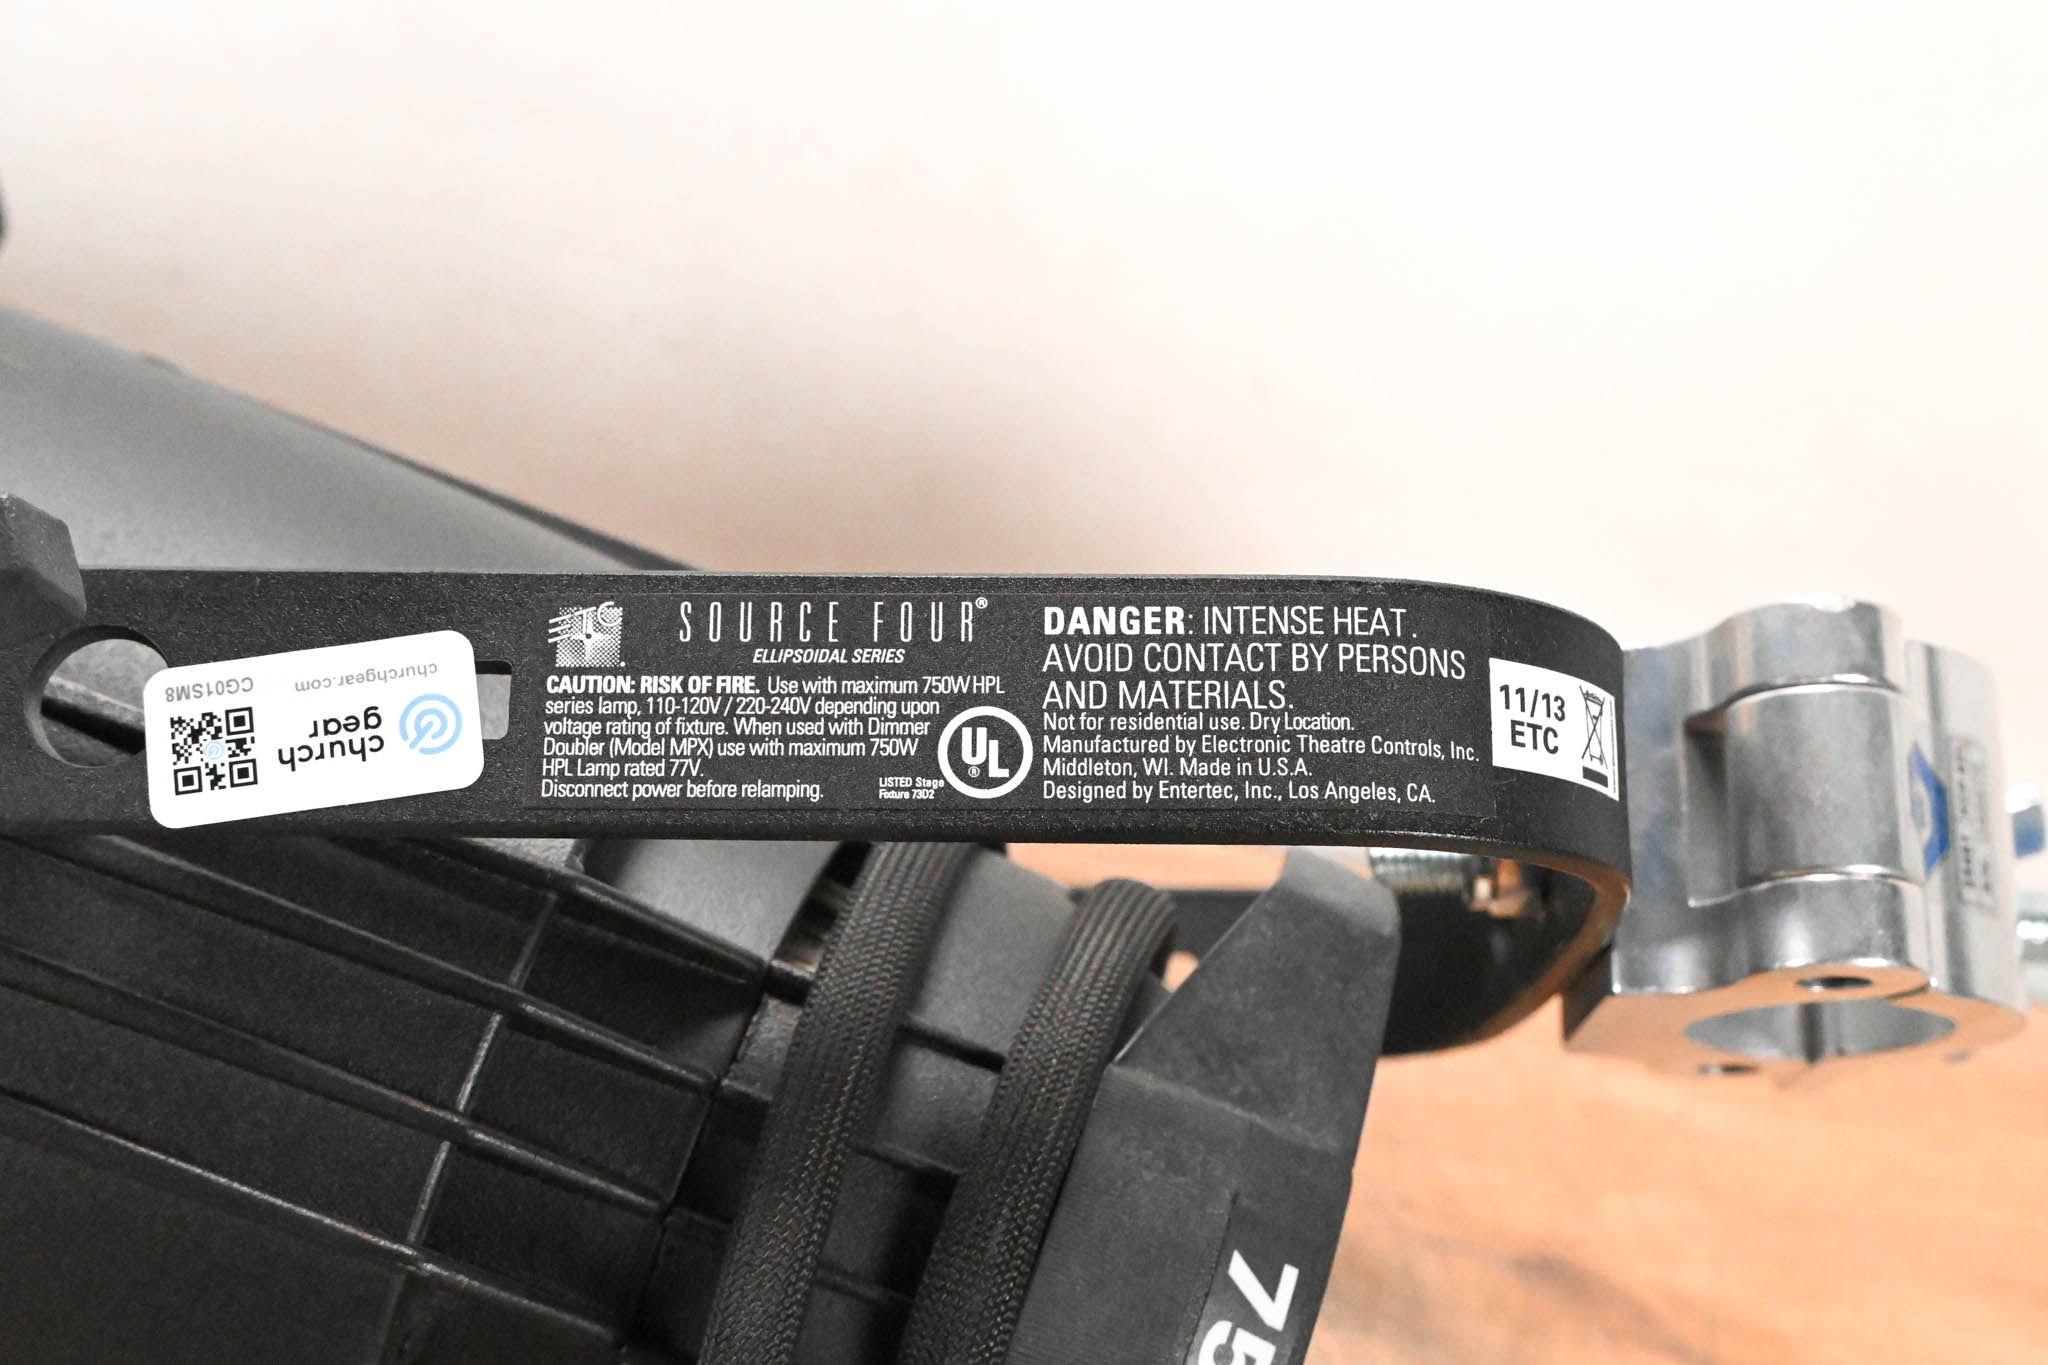 churchgear.com
CG01SM8
church
gear
ETC
SOURCE FOUR®
ELLIPSOIDAL SERIES
CAUTION: RISK OF FIRE. Use with maximum 750W HPL
series lamp, 110-120V / 220-240V depending upon
voltage rating of fixture. When used with Dimmer
Doubler (Model MPX) use with maximum 750W
HPL Lamp rated 77V.
Disconnect power before relamping.
LISTED Stage
Fixture 73D2
UL
®
DANGER: INTENSE HEAT.
AVOID CONTACT BY PERSONS
AND MATERIALS.
Not for residential use. Dry Location.
Manufactured by Electronic Theatre Controls, Inc.
Middleton, WI. Made in U.S.A.
Designed by Entertec, Inc., Los Angeles, CA.
11/13
ETC
75